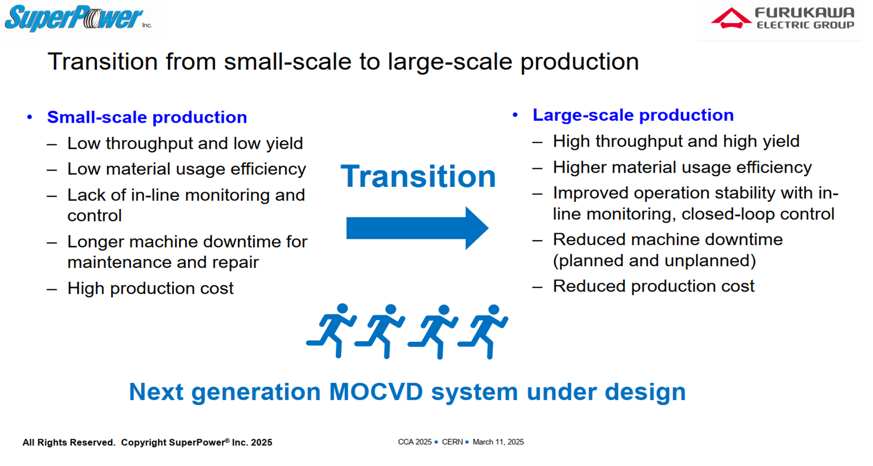 SuperPower Inc.
FURUKAWA
ELECTRIC GROUP
Transition from small-scale to large-scale production
• Small-scale production
– Low throughput and low yield
– Low material usage efficiency
– Lack of in-line monitoring and
control
– Longer machine downtime for
maintenance and repair
– High production cost
Transition
• Large-scale production
– High throughput and high yield
– Higher material usage efficiency
– Improved operation stability with in-
line monitoring, closed-loop control
– Reduced machine downtime
(planned and unplanned)
– Reduced production cost
Next generation MOCVD system under design
All Rights Reserved. Copyright SuperPower® Inc. 2025
CCA 2025 • CERN • March 11, 2025